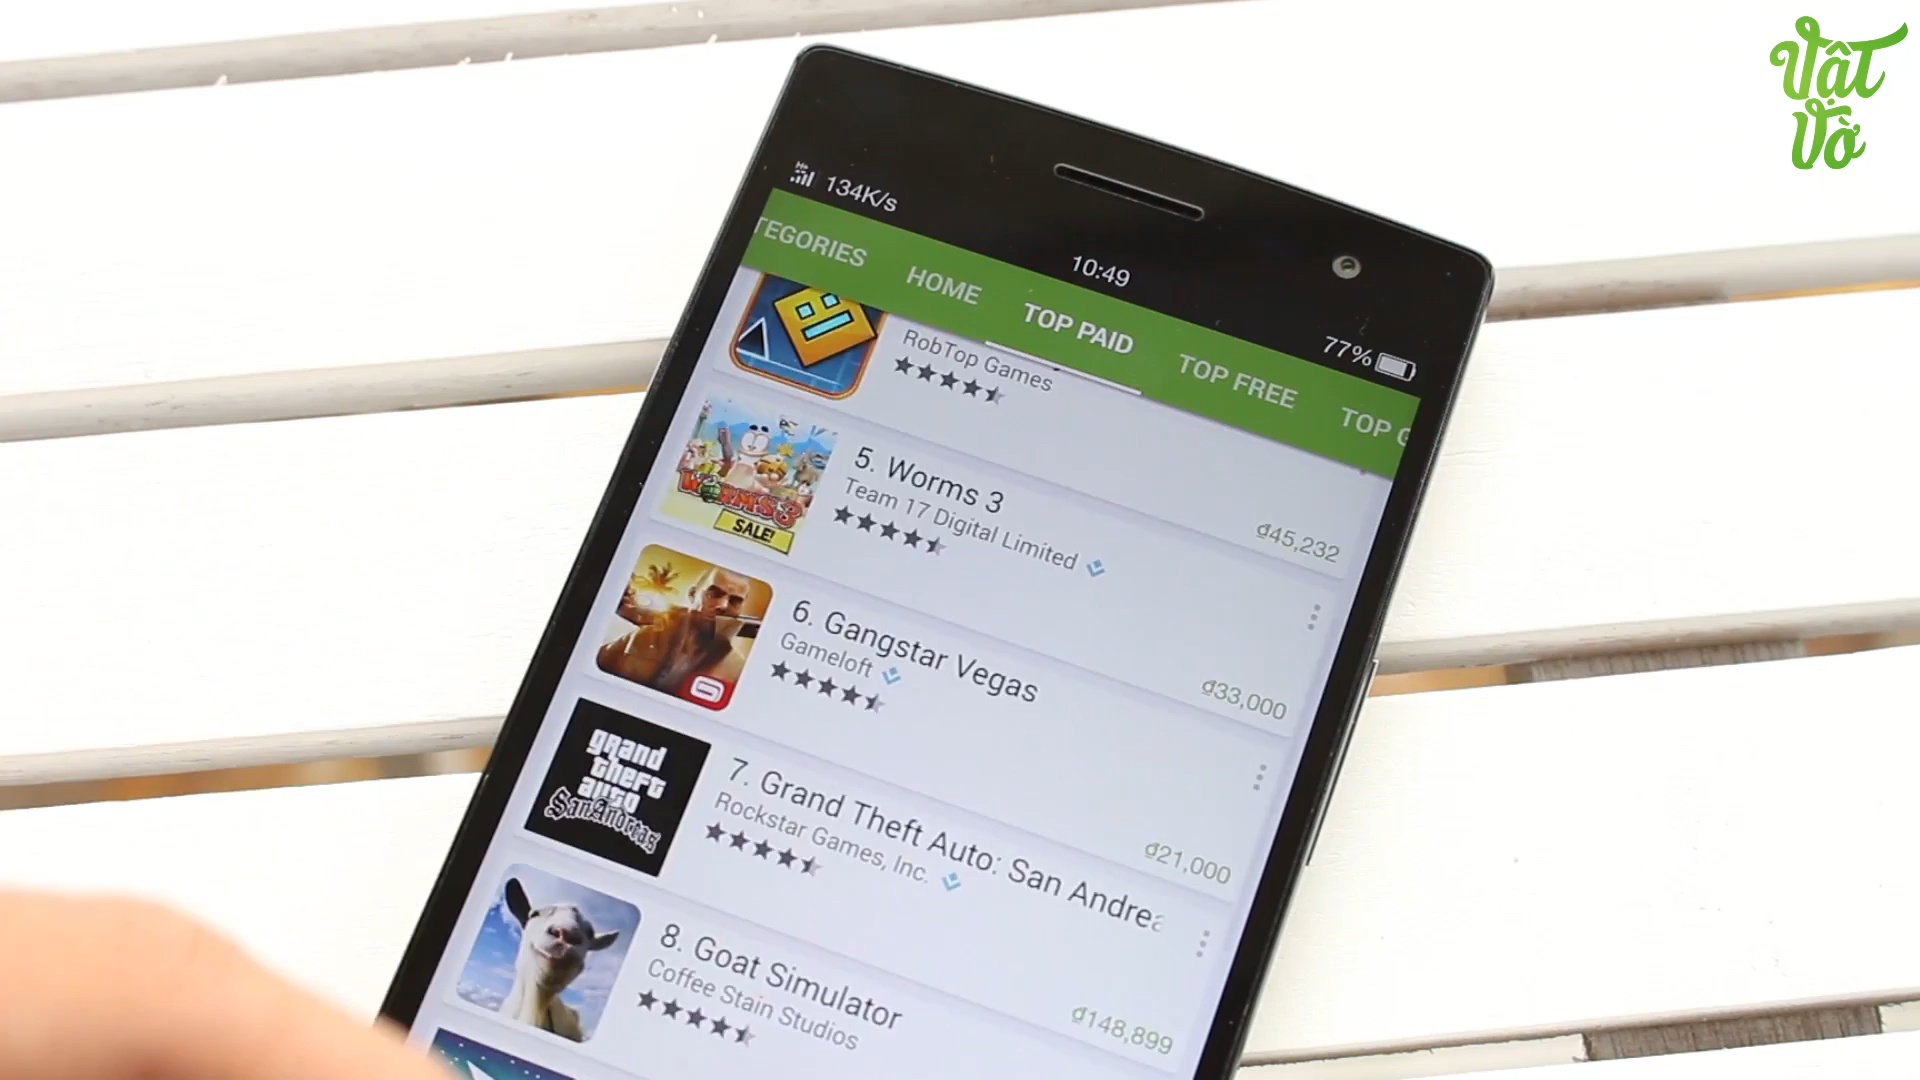 Vật
Vờ
H+
134K/s
10:49
77%
TEGORIES
HOME
TOP PAID
TOP FREE
TOP G
RobTop Games
₫45,232
5. Worms 3
Team 17 Digital Limited
WORMS 3
SALE!
₫33,000
6. Gangstar Vegas
Gameloft
₫21,000
7. Grand Theft Auto: San Andrea
Rockstar Games, Inc.
grand
theft
auto
San Andreas
₫148,899
8. Goat Simulator
Coffee Stain Studios